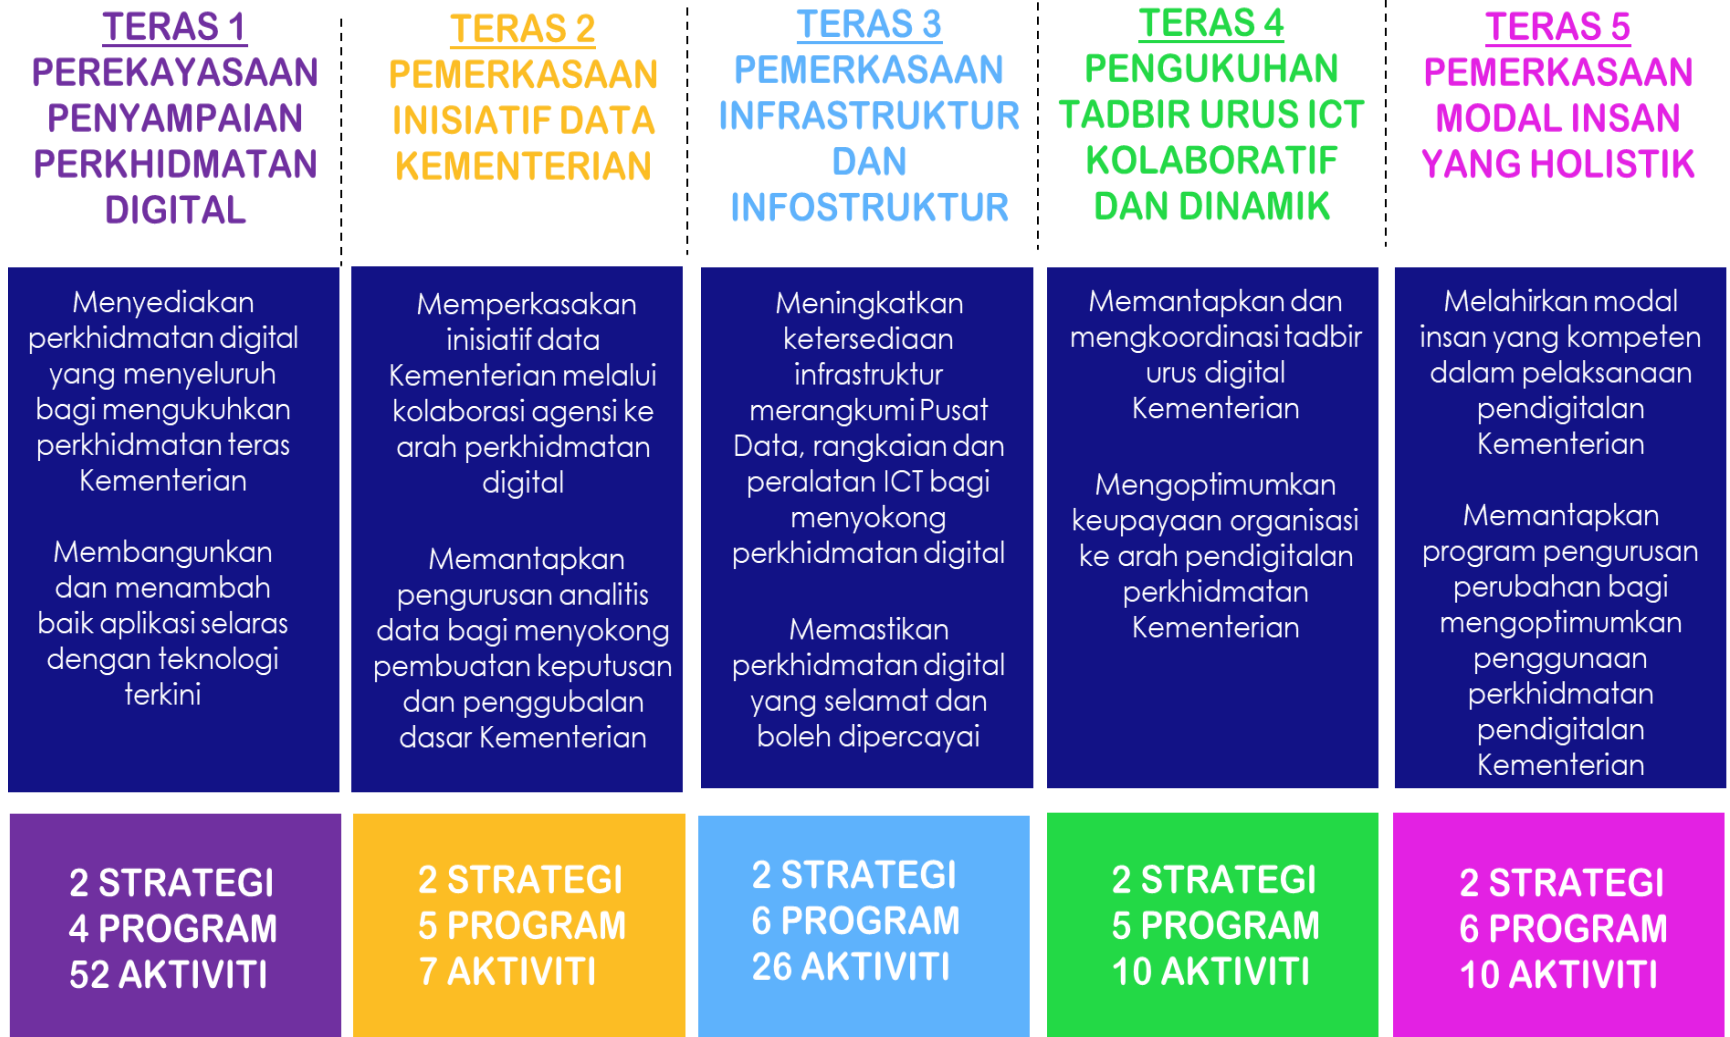 TERAS 1
PEREKAYASAAN
PENYAMPAIAN
PERKHIDMATAN
DIGITAL
TERAS 2
PEMERKASAAN
INISIATIF DATA
KEMENTERIAN
TERAS 3
PEMERKASAAN
INFRASTRUKTUR
DAN
INFOSTRUKTUR
TERAS 4
PENGUKUHAN
TADBIR URUS ICT
KOLABORATIF
DAN DINAMIK
TERAS 5
PEMERKASAAN
MODAL INSAN
YANG HOLISTIK
Menyediakan
perkhidmatan digital
yang menyeluruh
bagi mengukuhkan
perkhidmatan teras
Kementerian
Membangunkan
dan menambah
baik aplikasi selaras
dengan teknologi
terkini
Memperkasakan
inisiatif data
Kementerian melalui
kolaborasi agensi ke
arah perkhidmatan
digital
Memantapkan
pengurusan analitis
data bagi menyokong
pembuatan keputusan
dan penggubalan
dasar Kementerian
Meningkatkan
ketersediaan
infrastruktur
merangkumi Pusat
Data, rangkaian dan
peralatan ICT bagi
menyokong
perkhidmatan digital
Memastikan
perkhidmatan digital
yang selamat dan
boleh dipercayai
Memantapkan dan
mengkoordinasi tadbir
urus digital
Kementerian
Mengoptimumkan
keupayaan organisasi
ke arah pendigitalan
perkhidmatan
Kementerian
Melahirkan modal
insan yang kompeten
dalam pelaksanaan
pendigitalan
Kementerian
Memantapkan
program pengurusan
perubahan bagi
mengoptimumkan
penggunaan
perkhidmatan
pendigitalan
Kementerian
2 STRATEGI
4 PROGRAM
52 AKTIVITI
2 STRATEGI
5 PROGRAM
7 AKTIVITI
2 STRATEGI
6 PROGRAM
26 AKTIVITI
2 STRATEGI
5 PROGRAM
10 AKTIVITI
2 STRATEGI
6 PROGRAM
10 AKTIVITI